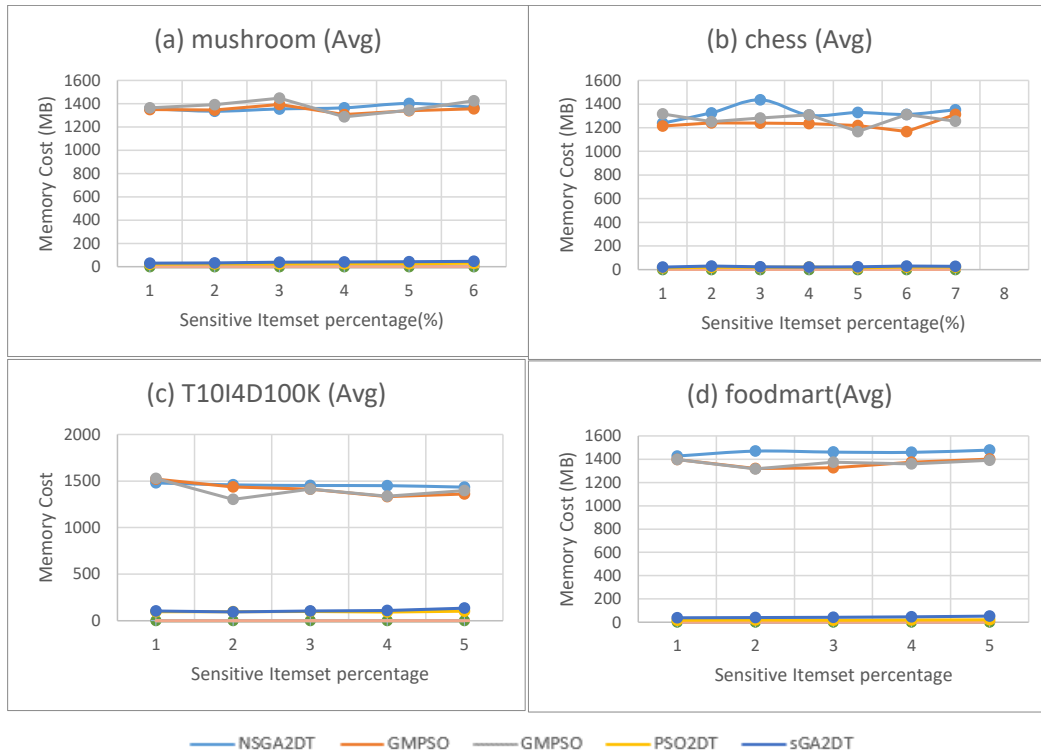 (a) mushroom (Avg)
1600
1400
1200
1000
800
600
400
200
0
Memory Cost (MB)
1 2 3 4 5 6
Sensitive Itemset percentage(%)
(b) chess (Avg)
1600
1400
1200
1000
800
600
400
200
0
Memory Cost (MB)
1 2 3 4 5 6 7 8
Sensitive Itemset percentage(%)
(c) T10I4D100K (Avg)
2000
1500
1000
500
0
Memory Cost
1 2 3 4 5
Sensitive Itemset percentage
(d) foodmart(Avg)
1600
1400
1200
1000
800
600
400
200
0
Memory Cost (MB)
1 2 3 4 5
Sensitive Itemset percentage
NSGA2DT GMPSO GMPSO PSO2DT sGA2DT